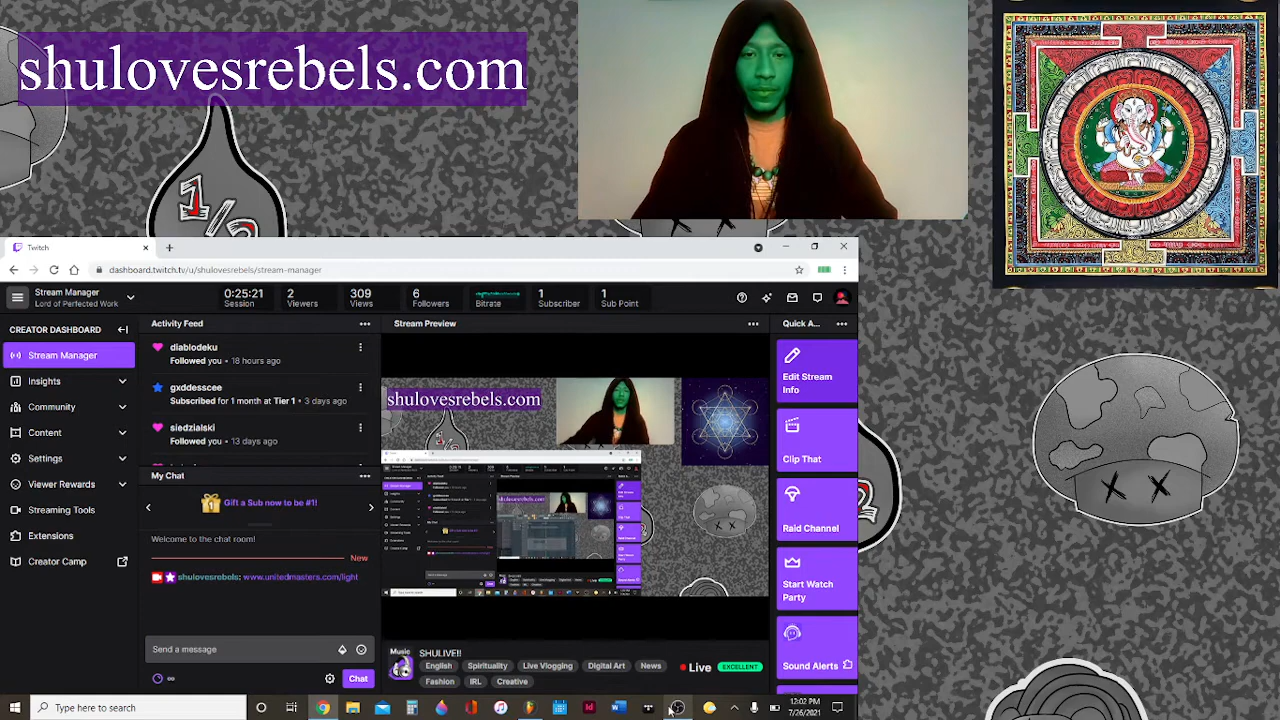 shulovesrebels.com
Twitch
dashboard.twitch.tv/u/shulovesrebels/stream-manager
Stream Manager
Lord of Perfected Work
0:25:21
Session
2
Viewers
309
Views
6
Followers
Bitrate
1
Subscriber
1
Sub Point
CREATOR DASHBOARD
Stream Manager
Insights
Community
Content
Settings
Viewer Rewards
Streaming Tools
Extensions
Creator Camp
Activity Feed
diablodeku
Followed you • 18 hours ago
gxddesscee
Subscribed for 1 month at Tier 1 • 3 days ago
siedzialski
Followed you • 13 days ago
My Chat
Gift a Sub now to be #1!
Welcome to the chat room!
New
shulovesrebels: www.unitedmasters.com/light
Send a message
Chat
Stream Preview
shulovesrebels.com
Music
SHULIVE!!
English
Spirituality
Live Vlogging
Digital Art
News
Fashion
IRL
Creative
Live
EXCELLENT
Quick A...
Edit Stream
Info
Clip That
Raid Channel
Start Watch
Party
Sound Alerts
Type here to search
12:02 PM
7/26/2021